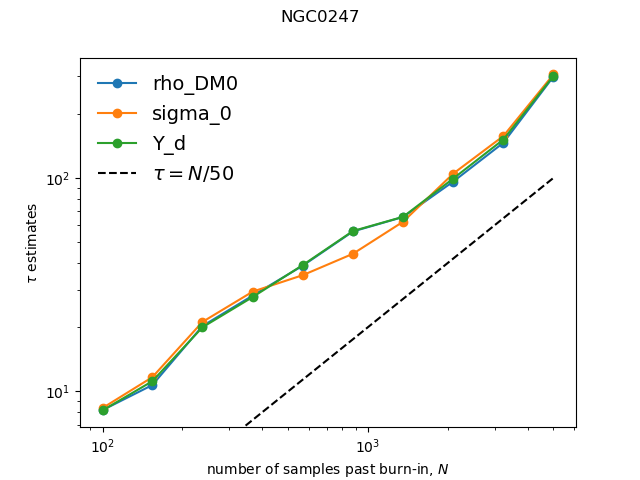 NGC0247
rho_DM0
sigma_0
Y_d
τ = N/50
τ estimates
10²
10¹
10² 10³
number of samples past burn-in, N